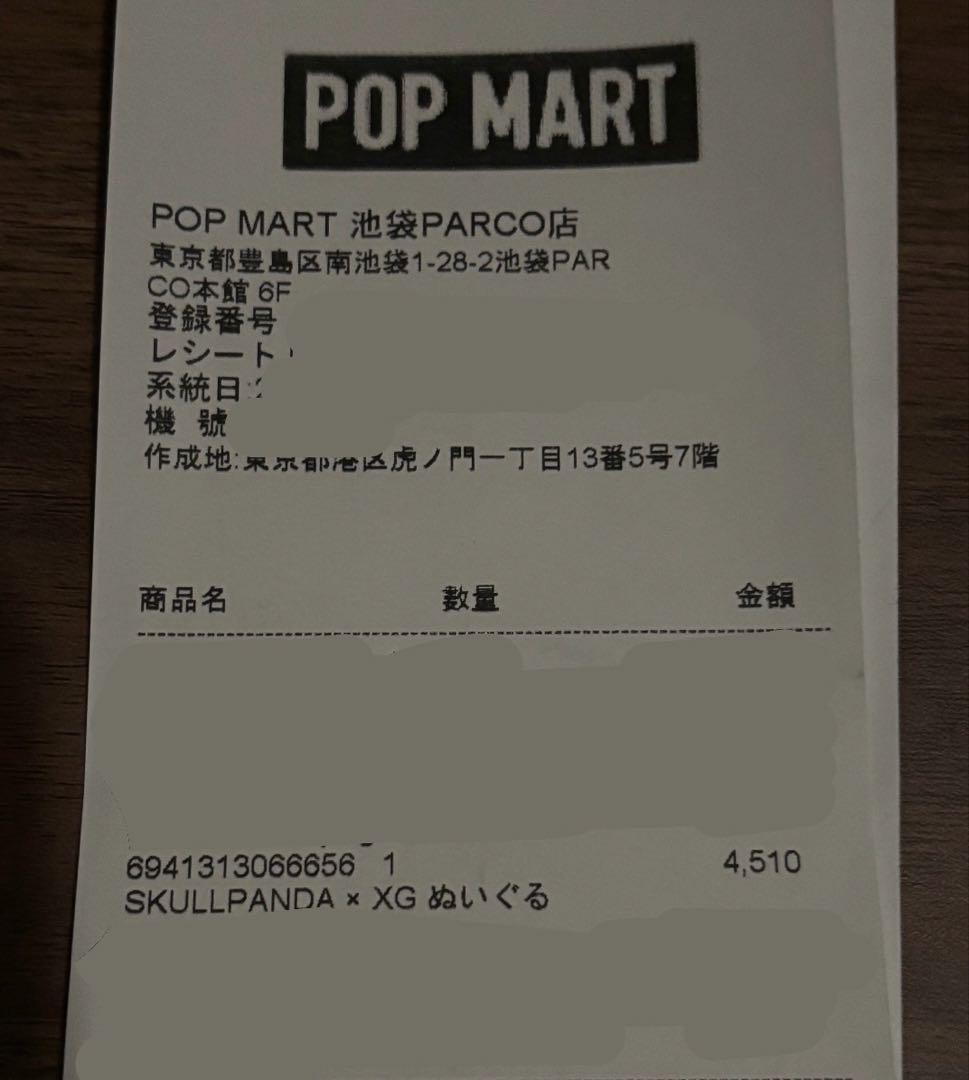 POP MART
POP MART 池袋PARCO店
東京都豊島区南池袋1-28-2池袋PAR
CO本館 6F
登録番号
レシート
系統日:
機 號
作成地:東京都港区虎ノ門一丁目13番5号7階
商品名 數量 金額
6941313066656 1 4,510
SKULLPANDA × XG ぬいぐる